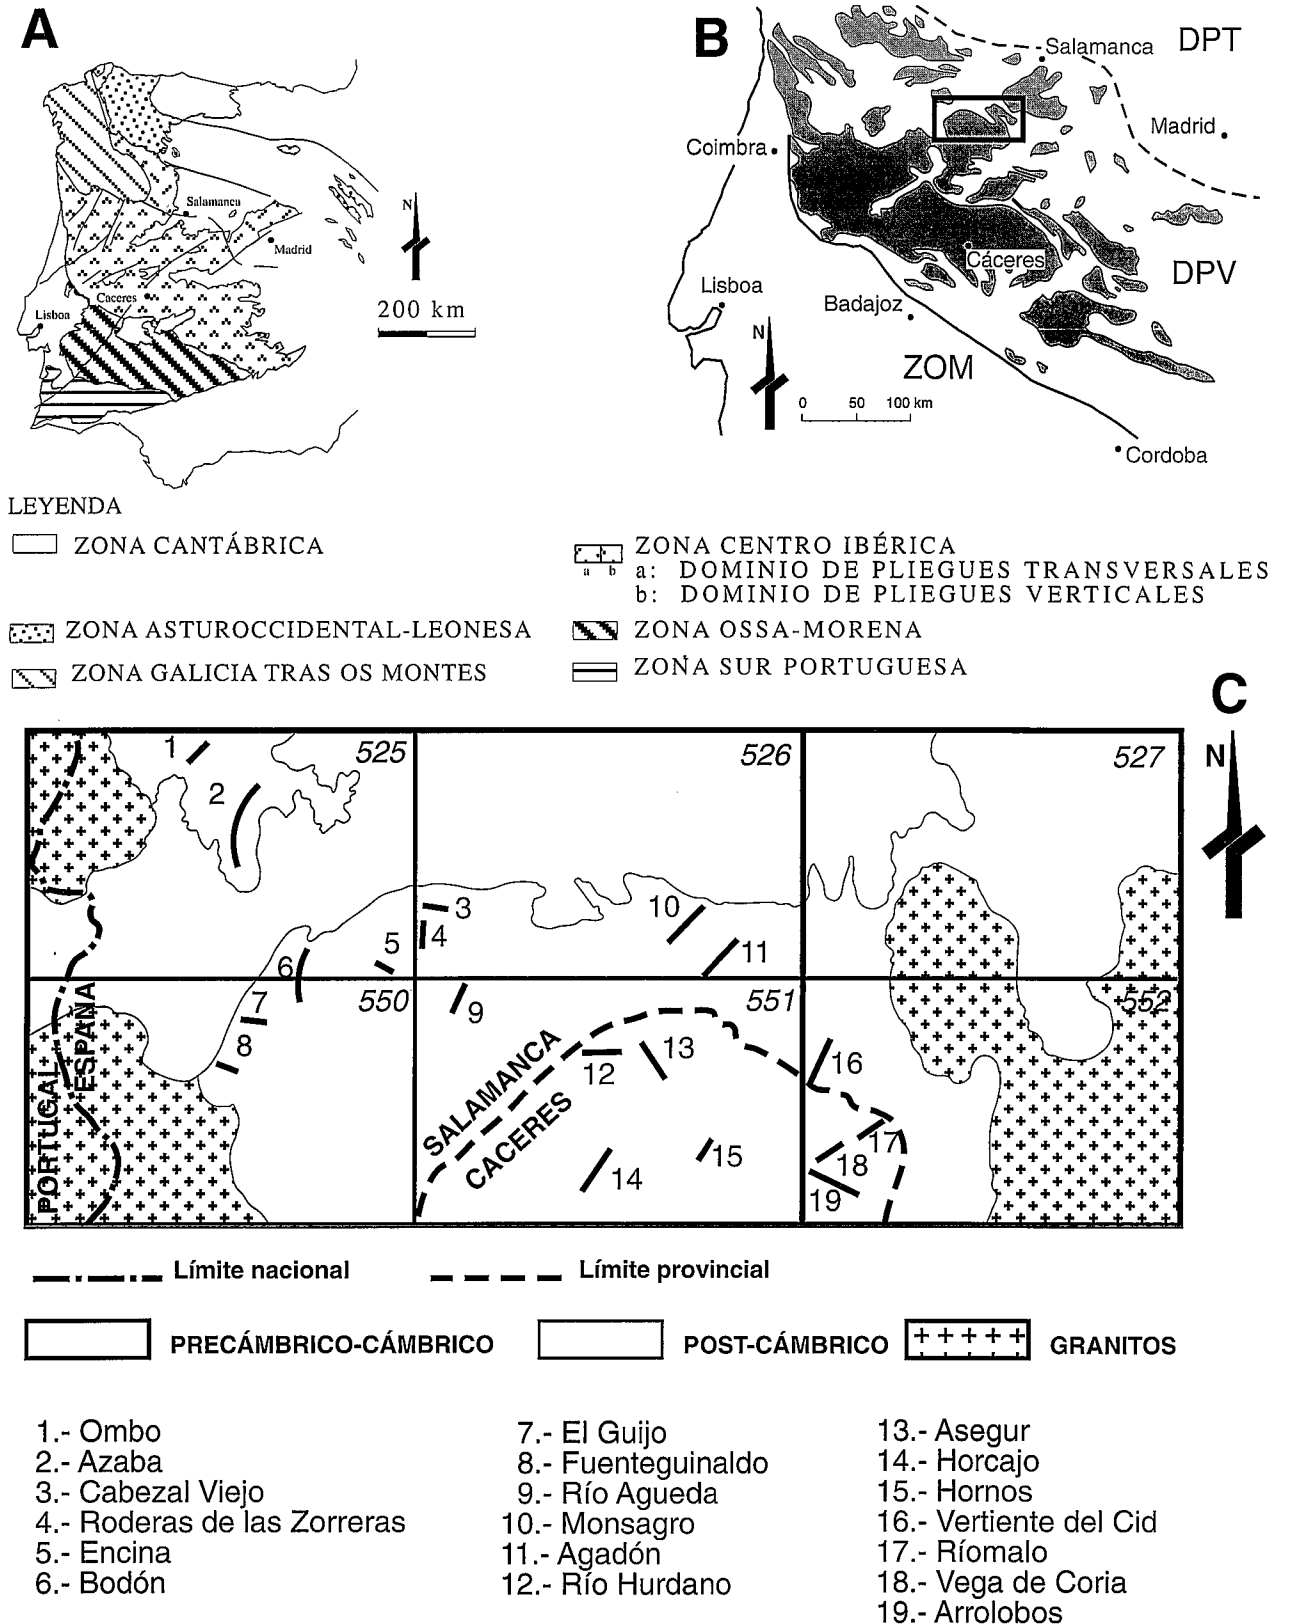 A
Salamanca
Madrid
Caceres
Lisboa
N
200 km
B
DPT
Salamanca
Madrid
Coimbra
Cáceres
DPV
Lisboa
Badajoz
N
ZOM
0 50 100 km
Cordoba
LEYENDA
ZONA CANTÁBRICA
ZONA ASTUROCCIDENTAL-LEONESA
ZONA GALICIA TRAS OS MONTES
ZONA CENTRO IBÉRICA
a b
a: DOMINIO DE PLIEGUES TRANSVERSALES
b: DOMINIO DE PLIEGUES VERTICALES
ZONA OSSA-MORENA
ZONA SUR PORTUGUESA
C
N
1
525
526
527
2
3
10
4
5
11
6
7
550
9
551
552
8
PORTUGAL
ESPAÑA
SALAMANCA
CACERES
12
13
16
14
15
17
18
19
Límite nacional
Límite provincial
PRECÁMBRICO-CÁMBRICO
POST-CÁMBRICO
GRANITOS
1.- Ombo
2.- Azaba
3.- Cabezal Viejo
4.- Roderas de las Zorreras
5.- Encina
6.- Bodón
7.- El Guijo
8.- Fuenteguinaldo
9.- Río Agueda
10.- Monsagro
11.- Agadón
12.- Río Hurdano
13.- Asegur
14.- Horcajo
15.- Hornos
16.- Vertiente del Cid
17.- Ríomalo
18.- Vega de Coria
19.- Arrolobos